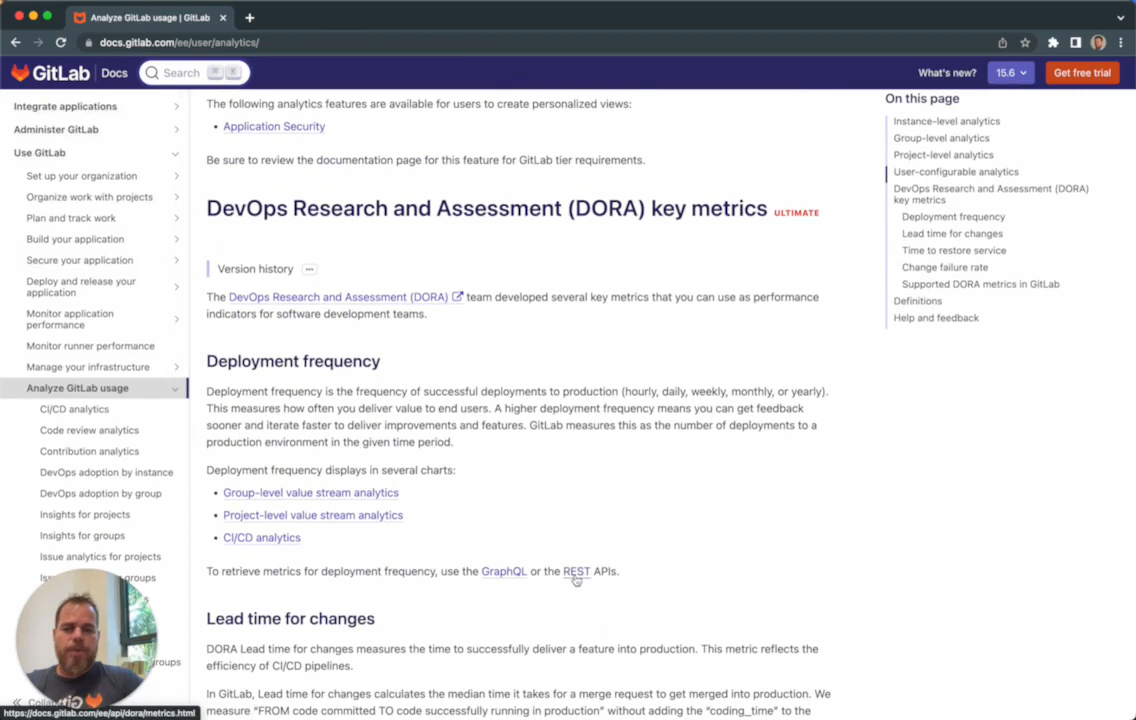 Analyze GitLab usage | GitLab
docs.gitlab.com/ee/user/analytics/
GitLab Docs Search ⌘ K What's new? 15.6 Get free trial
Integrate applications
Administer GitLab
Use GitLab
Set up your organization
Organize work with projects
Plan and track work
Build your application
Secure your application
Deploy and release your
application
Monitor application
performance
Monitor runner performance
Manage your infrastructure
Analyze GitLab usage
CI/CD analytics
Code review analytics
Contribution analytics
DevOps adoption by instance
DevOps adoption by group
Insights for projects
Insights for groups
Issue analytics for projects
groups
groups
https://docs.gitlab.com/ee/api/dora/metrics.html
The following analytics features are available for users to create personalized views:
• Application Security
Be sure to review the documentation page for this feature for GitLab tier requirements.
DevOps Research and Assessment (DORA) key metrics ULTIMATE
Version history ...
The DevOps Research and Assessment (DORA) team developed several key metrics that you can use as performance
indicators for software development teams.
Deployment frequency
Deployment frequency is the frequency of successful deployments to production (hourly, daily, weekly, monthly, or yearly).
This measures how often you deliver value to end users. A higher deployment frequency means you can get feedback
sooner and iterate faster to deliver improvements and features. GitLab measures this as the number of deployments to a
production environment in the given time period.
Deployment frequency displays in several charts:
• Group-level value stream analytics
• Project-level value stream analytics
• CI/CD analytics
To retrieve metrics for deployment frequency, use the GraphQL or the REST APIs.
Lead time for changes
DORA Lead time for changes measures the time to successfully deliver a feature into production. This metric reflects the
efficiency of CI/CD pipelines.
In GitLab, Lead time for changes calculates the median time it takes for a merge request to get merged into production. We
measure “FROM code committed TO code successfully running in production” without adding the “coding_time” to the
On this page
Instance-level analytics
Group-level analytics
Project-level analytics
User-configurable analytics
DevOps Research and Assessment (DORA)
key metrics
Deployment frequency
Lead time for changes
Time to restore service
Change failure rate
Supported DORA metrics in GitLab
Definitions
Help and feedback